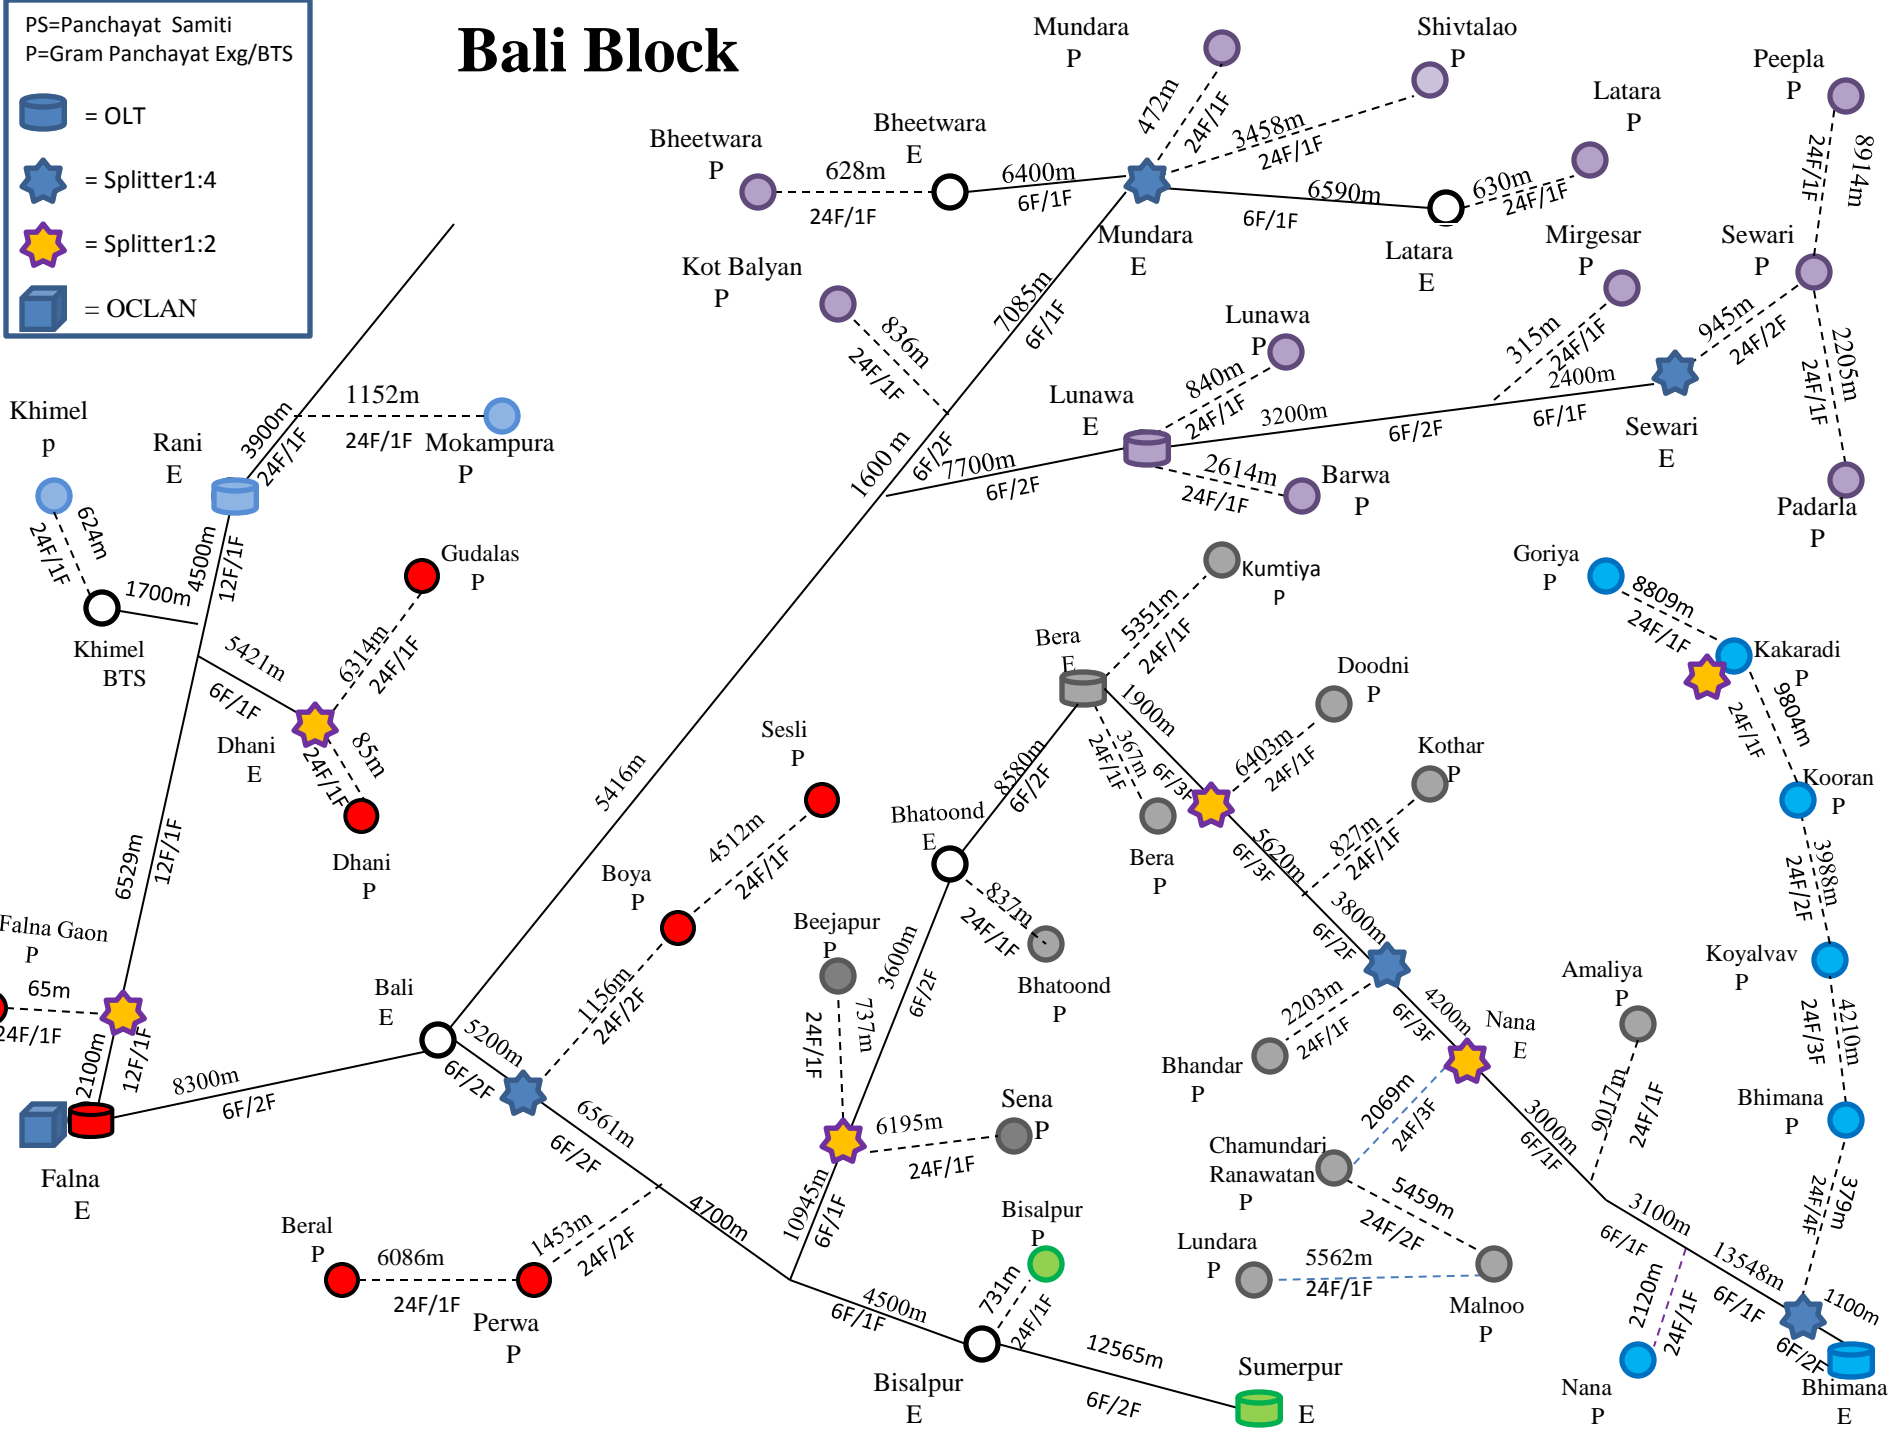 PS=Panchayat Samiti
P=Gram Panchayat Exg/BTS
= OLT
= Splitter1:4
= Splitter1:2
= OCLAN
Bali Block
Mundara
P
472m
24F/1F
Shivtalao
P
3458m
24F/1F
Peepla
P
8914m
24F/1F
Latara
P
630m
24F/1F
Bheetwara
P
628m
24F/1F
Bheetwara
E
6400m
6F/1F
Mundara
E
6590m
6F/1F
Latara
E
Mirgesar
P
315m
24F/1F
Sewari
P
945m
24F/2F
2205m
24F/1F
Kot Balyan
P
836m
24F/1F
7085m
6F/1F
Lunawa
P
840m
24F/1F
Lunawa
E
3200m
6F/2F
2400m
6F/1F
Sewari
E
1600 m
6F/2F
7700m
6F/2F
2614m
24F/1F
Barwa
P
Padarla
P
Khimel
p
624m
24F/1F
Rani
E
3900m
24F/1F
1152m
24F/1F
Mokampura
P
4500m
12F/1F
1700m
Khimel
BTS
Gudalas
P
6314m
24F/1F
5421m
6F/1F
Dhani
E
85m
24F/1F
Dhani
P
6529m
12F/1F
Falna Gaon
P
65m
24F/1F
2100m
12F/1F
Falna
E
8300m
6F/2F
Bali
E
5416m
5200m
6F/2F
Sesli
P
4512m
24F/1F
Boya
P
1156m
24F/2F
6561m
6F/2F
4700m
Beral
P
6086m
24F/1F
1453m
24F/2F
Perwa
P
Kumtiya
P
5351m
24F/1F
Bera
E
8580m
6F/2F
367m
24F/1F
Bera
P
1900m
6F/3F
Doodni
P
6403m
24F/1F
Kothar
P
827m
24F/1F
5620m
6F/3F
3800m
6F/2F
Bhatoond
E
837m
24F/1F
Bhatoond
P
3600m
6F/2F
Beejapur
P
737m
24F/1F
Sena
P
6195m
24F/1F
10945m
6F/1F
Bisalpur
P
731m
24F/1F
4500m
6F/1F
Bisalpur
E
12565m
6F/2F
Sumerpur
E
2203m
24F/1F
Bhandar
P
4200m
6F/3F
Nana
E
2069m
24F/3F
Chamundari
Ranawatan
P
5459m
24F/2F
Lundara
P
5562m
24F/1F
Malnoo
P
3000m
6F/1F
Amaliya
P
9017m
24F/1F
3100m
6F/1F
2120m
24F/1F
Nana
P
13548m
6F/1F
1100m
6F/2F
Bhimana
E
Goriya
P
8809m
24F/1F
Kakaradi
P
9804m
24F/1F
Kooran
P
3988m
24F/2F
Koyalvav
P
4210m
24F/3F
Bhimana
P
379m
24F/4F